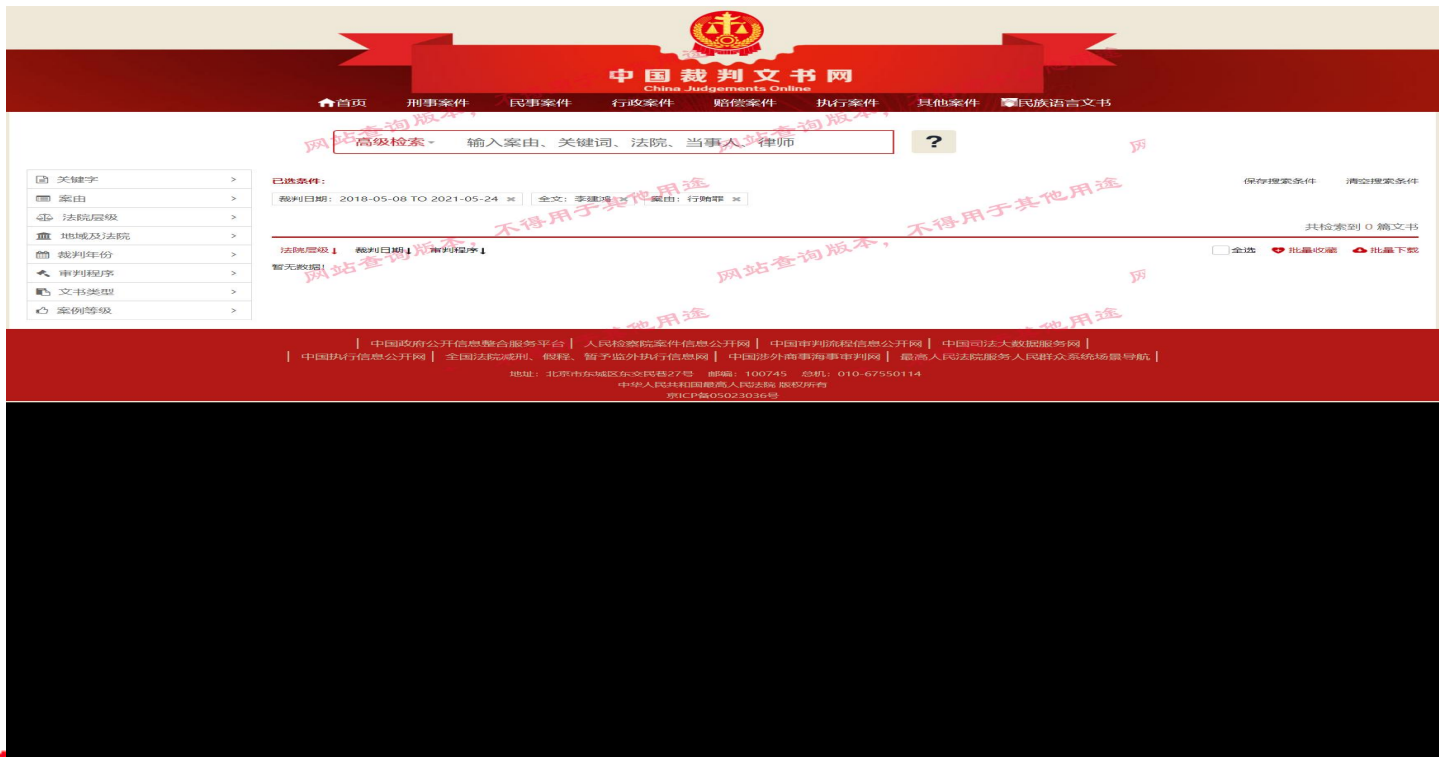 中国裁判文书网
China Judgements Online
首页 刑事案件 民事案件 行政案件 赔偿案件 执行案件 其他案件 民族语言文书
高级检索 输入案由、关键词、法院、当事人、律师 ?
关键字 >
案由 >
法院层级 >
地域及法院 >
裁判年份 >
审判程序 >
文书类型 >
案例等级 >
已选条件: 保存搜索条件 清空搜索条件
裁判日期: 2018-05-08 TO 2021-05-24 × 全文: 李建 × 案由: 行贿罪 ×
共检索到 0 篇文书
法院层级 裁判日期 审判程序 全选 批量收藏 批量下载
暂无数据!
网站查询版本,
不得用于其他用途
网站查询版本,
不得用于其他用途
| 中国政府公开信息整合服务平台 | 人民检察院案件信息公开网 | 中国审判流程信息公开网 | 中国司法大数据服务网 |
| 中国执行信息公开网 | 全国法院减刑、假释、暂予监外执行信息网 | 中国涉外商事海事审判网 | 最高人民法院服务人民群众系统场景导航 |
地址: 北京市东城区东交民巷27号 邮编: 100745 总机: 010-67550114
中华人民共和国最高人民法院 版权所有
京ICP备05023036号